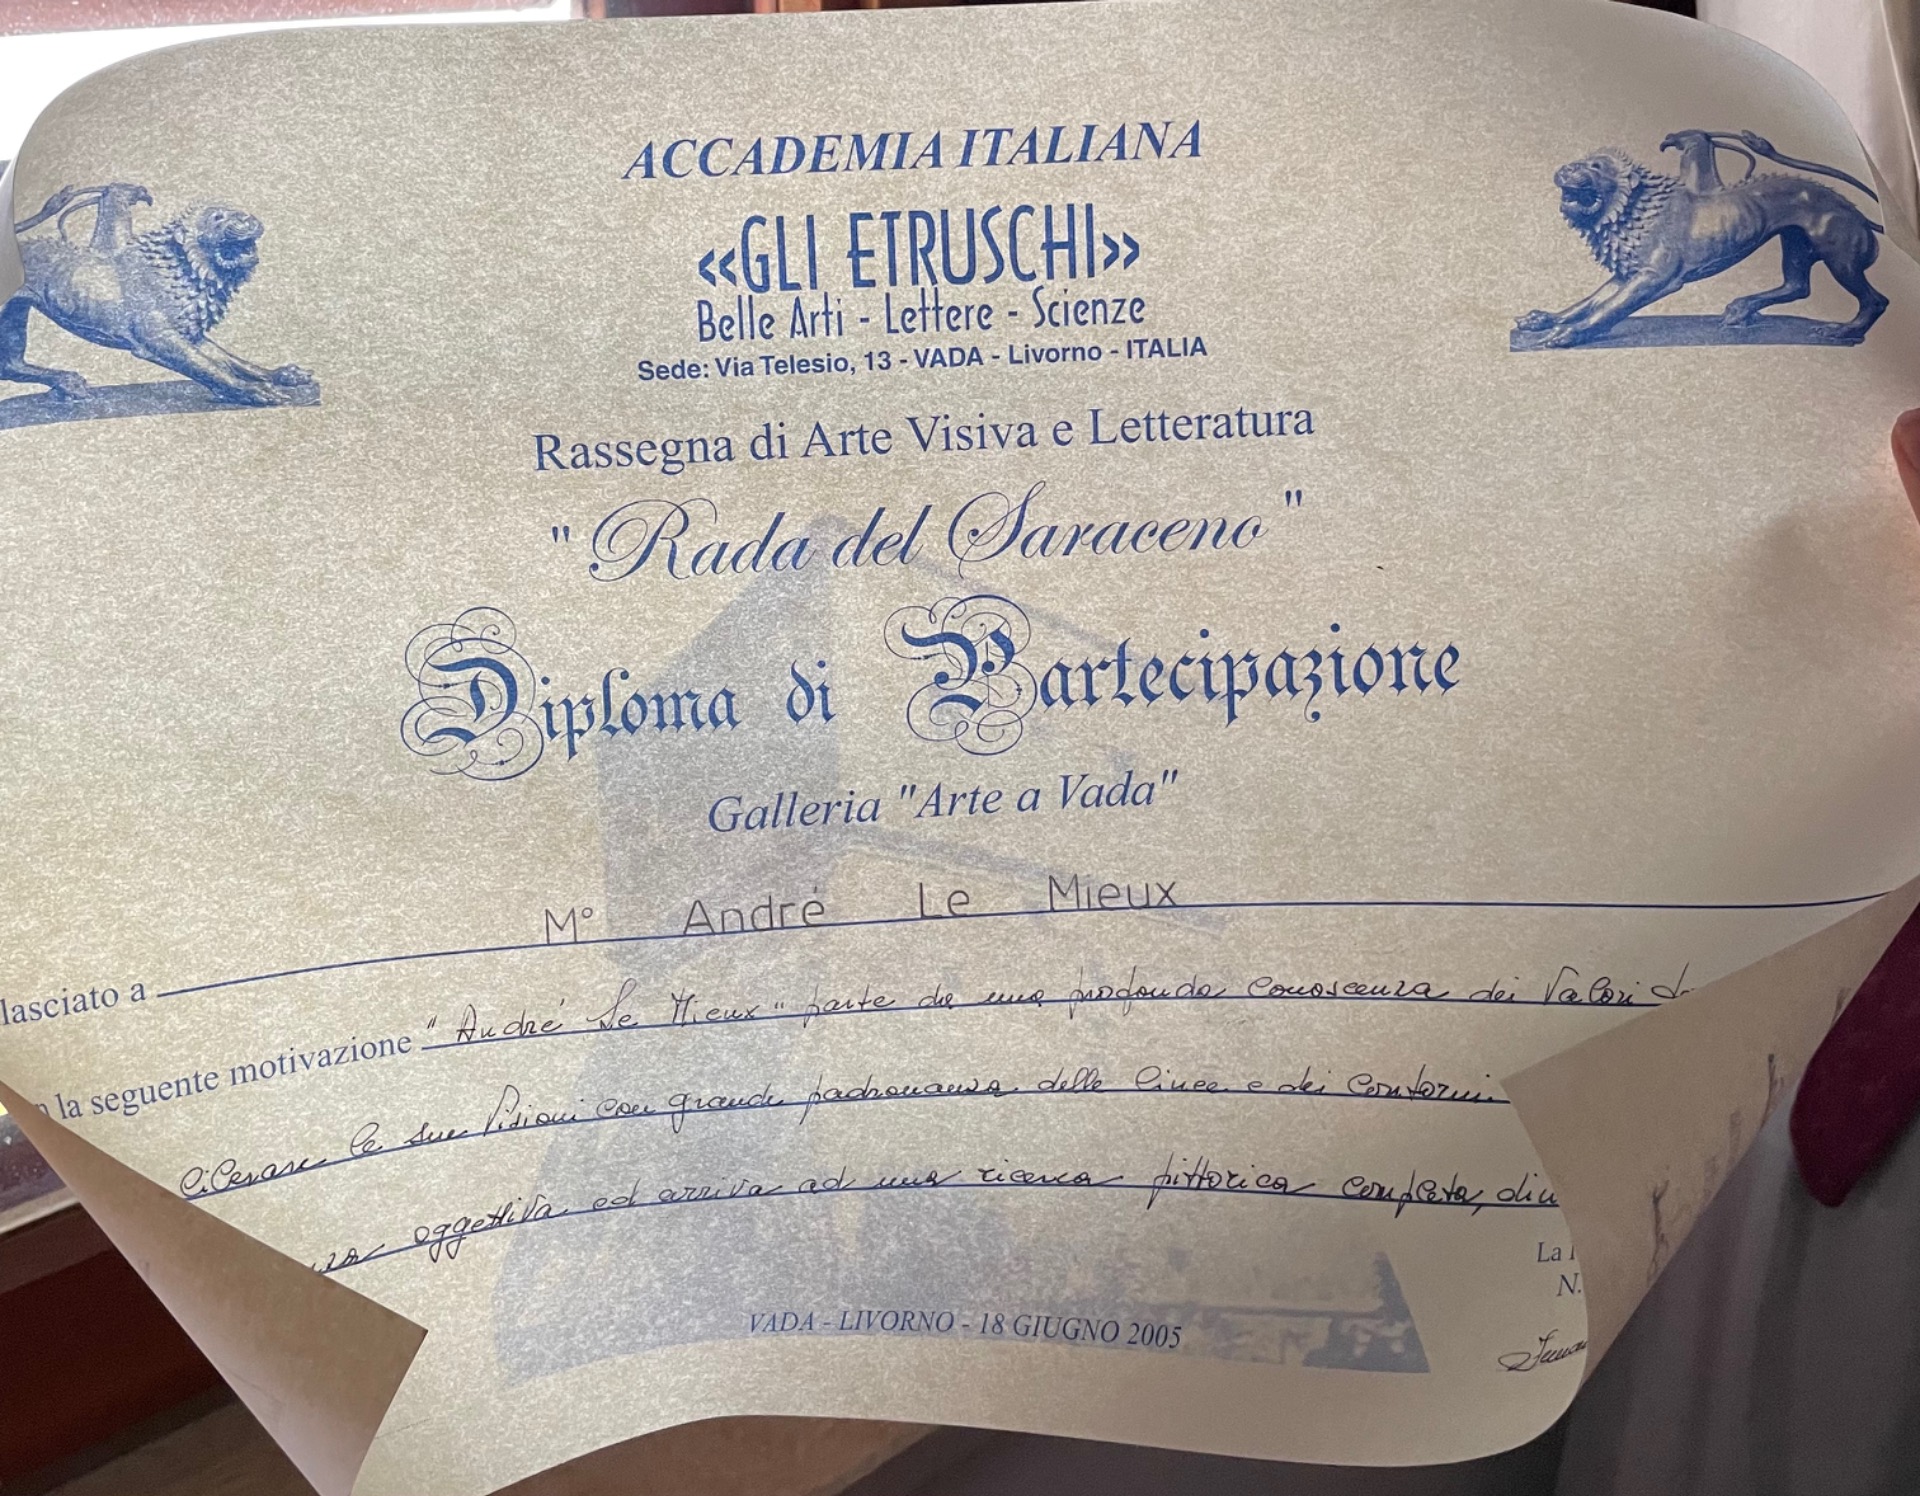 ACCADEMIA ITALIANA
«GLI ETRUSCHI»
Belle Arti - Lettere - Scienze
Sede: Via Telesio, 13 - VADA - Livorno - ITALIA
Rassegna di Arte Visiva e Letteratura
"Rada del Saraceno"
Diploma di Partecipazione
Galleria "Arte a Vada"
lasciato a M° André Le Mieux
la seguente motivazione "André Le Mieux" parte da una profonda conoscenza dei Valori
le sue Visioni con grande padronanza delle linee e dei contorni
oggettiva ed arriva ad una ricerca pittorica completa,
La
N.
VADA - LIVORNO - 18 GIUGNO 2005